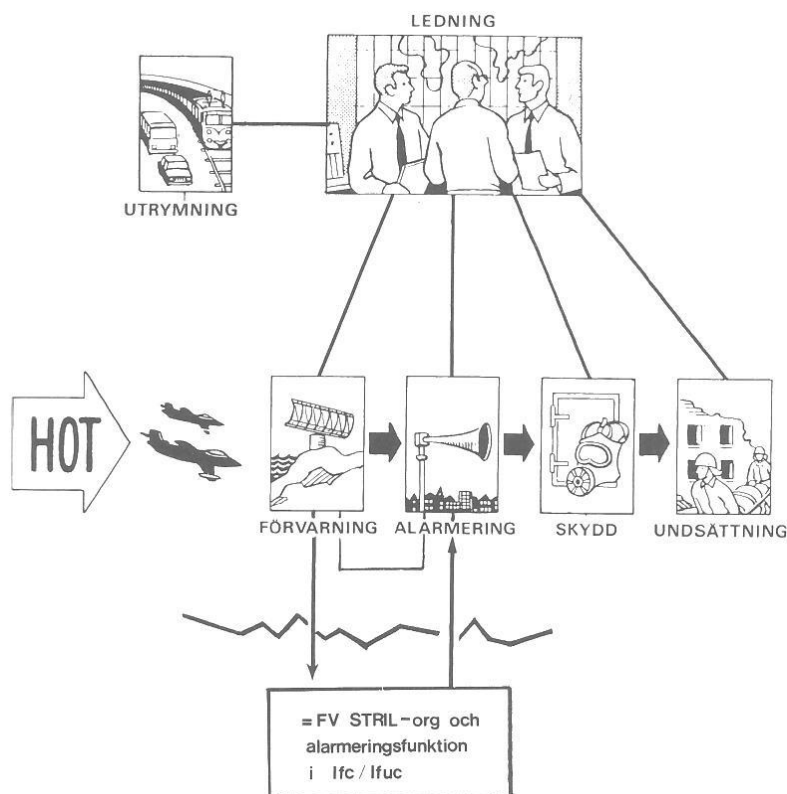 LEDNING
UTRYMNING
HOT
FÖRVARNING
ALARMERING
SKYDD
UNDSÄTTNING
= FV STRIL-org och
alarmeringsfunktion
i lfc / lfuc